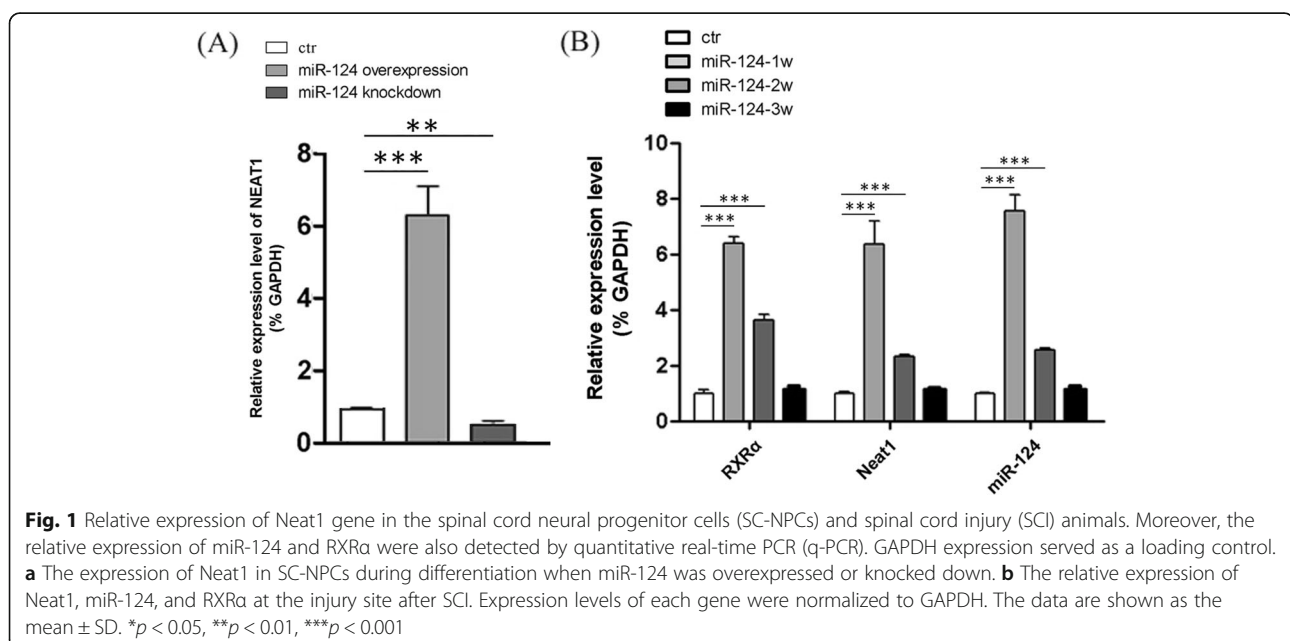 (A)
ctr
miR-124 overexpression
miR-124 knockdown
Relative expression level of NEAT1
(% GAPDH)
8
6
4
2
0
**
***
(B)
ctr
miR-124-1w
miR-124-2w
miR-124-3w
Relative expression level
(% GAPDH)
10
8
6
4
2
0
***
***
***
***
***
***
RXRα
Neat1
miR-124
Fig. 1 Relative expression of Neat1 gene in the spinal cord neural progenitor cells (SC-NPCs) and spinal cord injury (SCI) animals. Moreover, the
relative expression of miR-124 and RXRα were also detected by quantitative real-time PCR (q-PCR). GAPDH expression served as a loading control.
a The expression of Neat1 in SC-NPCs during differentiation when miR-124 was overexpressed or knocked down. b The relative expression of
Neat1, miR-124, and RXRα at the injury site after SCI. Expression levels of each gene were normalized to GAPDH. The data are shown as the
mean ± SD. *p < 0.05, **p < 0.01, ***p < 0.001